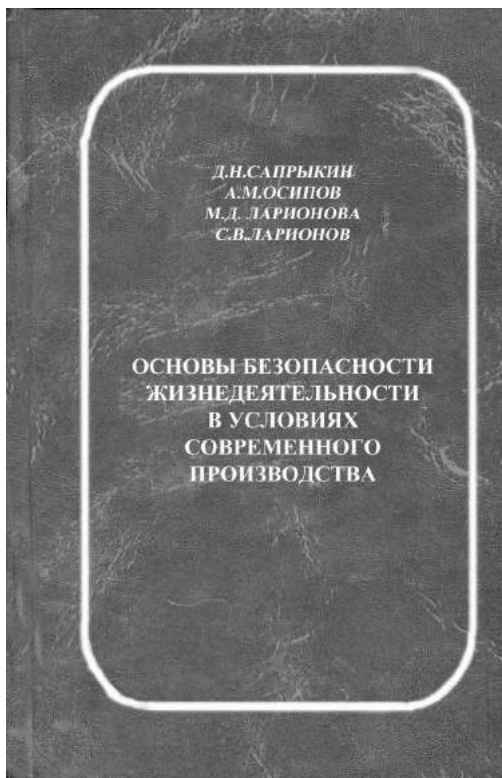 Д.Н.САПРЫКИН
А.М.ОСИПОВ
М.Д. ЛАРИОНОВА
С.В.ЛАРИОНОВ
ОСНОВЫ БЕЗОПАСНОСТИ
ЖИЗНЕДЕЯТЕЛЬНОСТИ
В УСЛОВИЯХ
СОВРЕМЕННОГО
ПРОИЗВОДСТВА